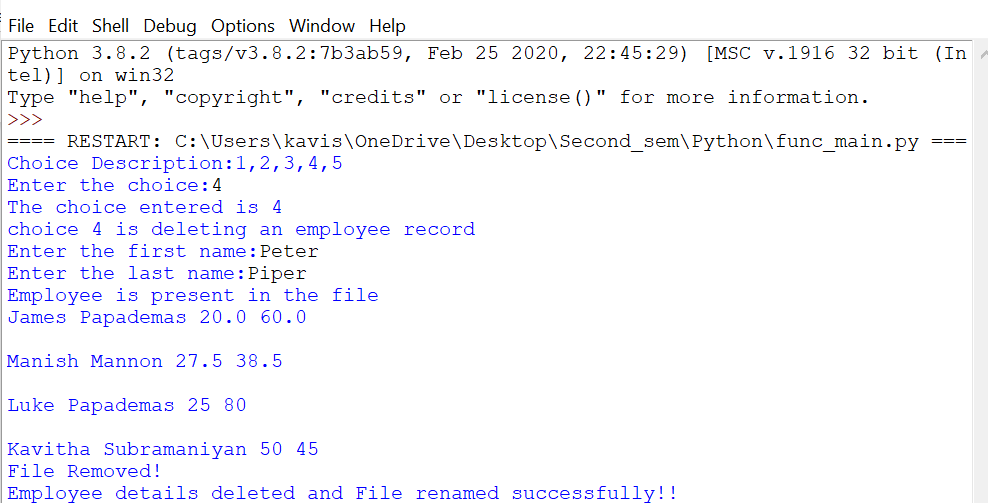 File Edit Shell Debug Options Window Help
Python 3.8.2 (tags/v3.8.2:7b3ab59, Feb 25 2020, 22:45:29) [MSC v.1916 32 bit (In
tel)] on win32
Type "help", "copyright", "credits" or "license()" for more information.
>>>
==== RESTART: C:\Users\kavis\OneDrive\Desktop\Second_sem\Python\func_main.py ===
Choice Description:1,2,3,4,5
Enter the choice:4
The choice entered is 4
choice 4 is deleting an employee record
Enter the first name:Peter
Enter the last name:Piper
Employee is present in the file
James Papademas 20.0 60.0
Manish Mannon 27.5 38.5
Luke Papademas 25 80
Kavitha Subramaniyan 50 45
File Removed!
Employee details deleted and File renamed successfully!!